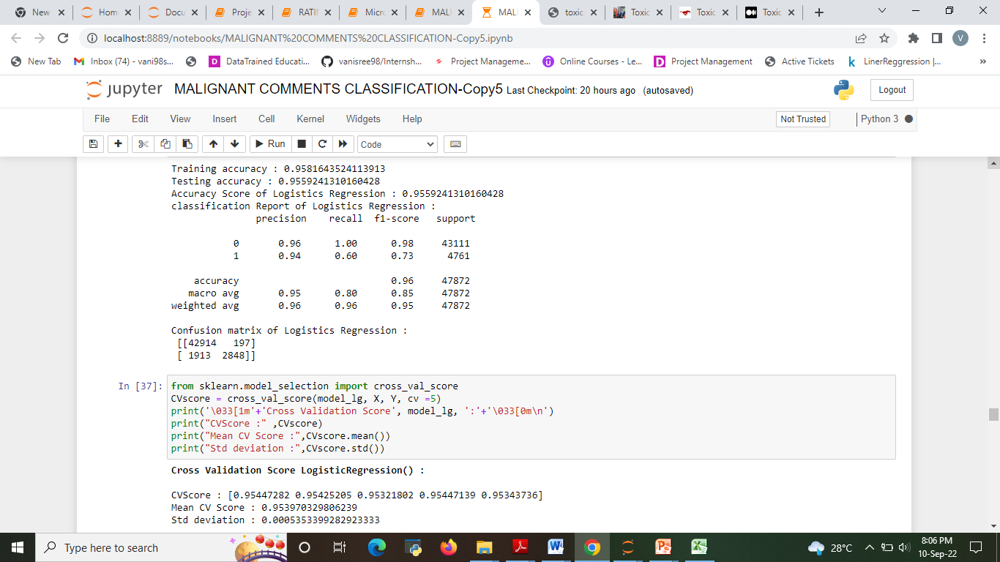 New
Hom
Docu
Proje
RATI
Micro
MALI
MALI
toxic
Toxic
Toxic
Toxic
localhost:8889/notebooks/MALIGNANT%20COMMENTS%20CLASSIFICATION-Copy5.ipynb
V
New Tab
Inbox (74) - vani98s...
DataTrained Educati...
vanisree98/Internsh...
Project Manageme...
Online Courses - Le...
Project Management
Active Tickets
LinerReggression |...
»
jupyter MALIGNANT COMMENTS CLASSIFICATION-Copy5 Last Checkpoint: 20 hours ago (autosaved)
Logout
File Edit View Insert Cell Kernel Widgets Help
Not Trusted
Python 3
Run
Code
Training accuracy : 0.9581643524113913
Testing accuracy : 0.9559241310160428
Accuracy Score of Logistics Regression : 0.9559241310160428
classification Report of Logistics Regression :
precision recall f1-score support
0 0.96 1.00 0.98 43111
1 0.94 0.60 0.73 4761
accuracy 0.96 47872
macro avg 0.95 0.80 0.85 47872
weighted avg 0.96 0.96 0.95 47872
Confusion matrix of Logistics Regression :
[[42914 197]
[ 1913 2848]]
In [37]: from sklearn.model_selection import cross_val_score
CVscore = cross_val_score(model_lg, X, Y, cv =5)
print('\033[1m'+'Cross Validation Score', model_lg, ':'+'\033[0m\n')
print("CVScore :" ,CVscore)
print("Mean CV Score :",CVscore.mean())
print("Std deviation :",CVscore.std())
Cross Validation Score LogisticRegression() :
CVScore : [0.95447282 0.95425205 0.95321802 0.95447139 0.95343736]
Mean CV Score : 0.953970329806239
Std deviation : 0.0005353399282923333
Type here to search
28°C
8:06 PM
10-Sep-22